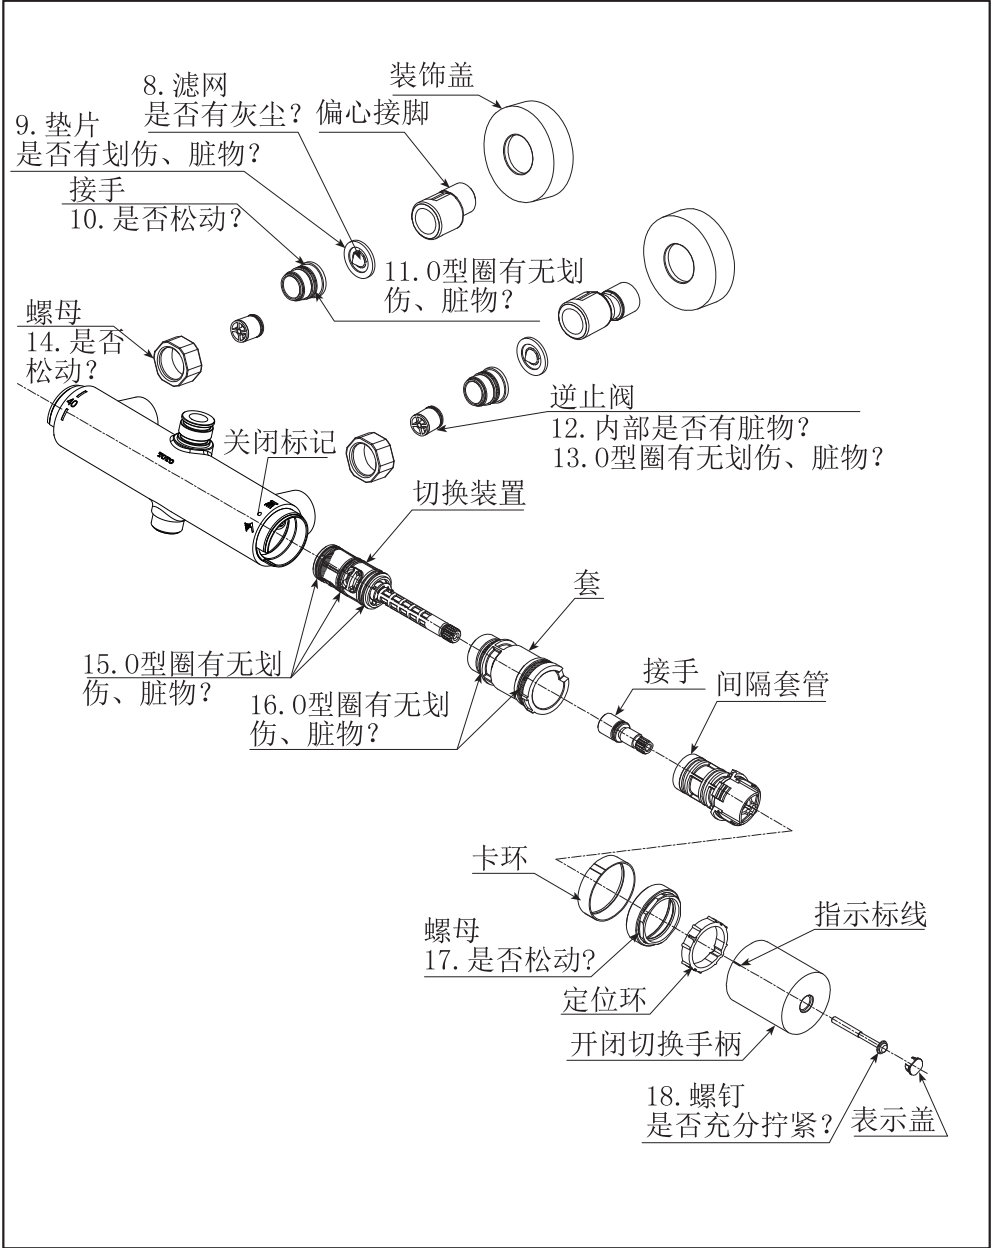 装饰盖
8.滤网
是否有灰尘?
偏心接脚
9.垫片
是否有划伤、脏物?
接手
10.是否松动?
11.O型圈有无划
伤、脏物?
螺母
14.是否
松动?
逆止阀
12.内部是否有脏物?
13.O型圈有无划伤、脏物?
40
TOTO
关闭标记
切换装置
套
15.O型圈有无划
伤、脏物?
16.O型圈有无划
伤、脏物?
接手
间隔套管
卡环
螺母
17.是否松动?
指示标线
定位环
开闭切换手柄
18.螺钉
是否充分拧紧?
表示盖